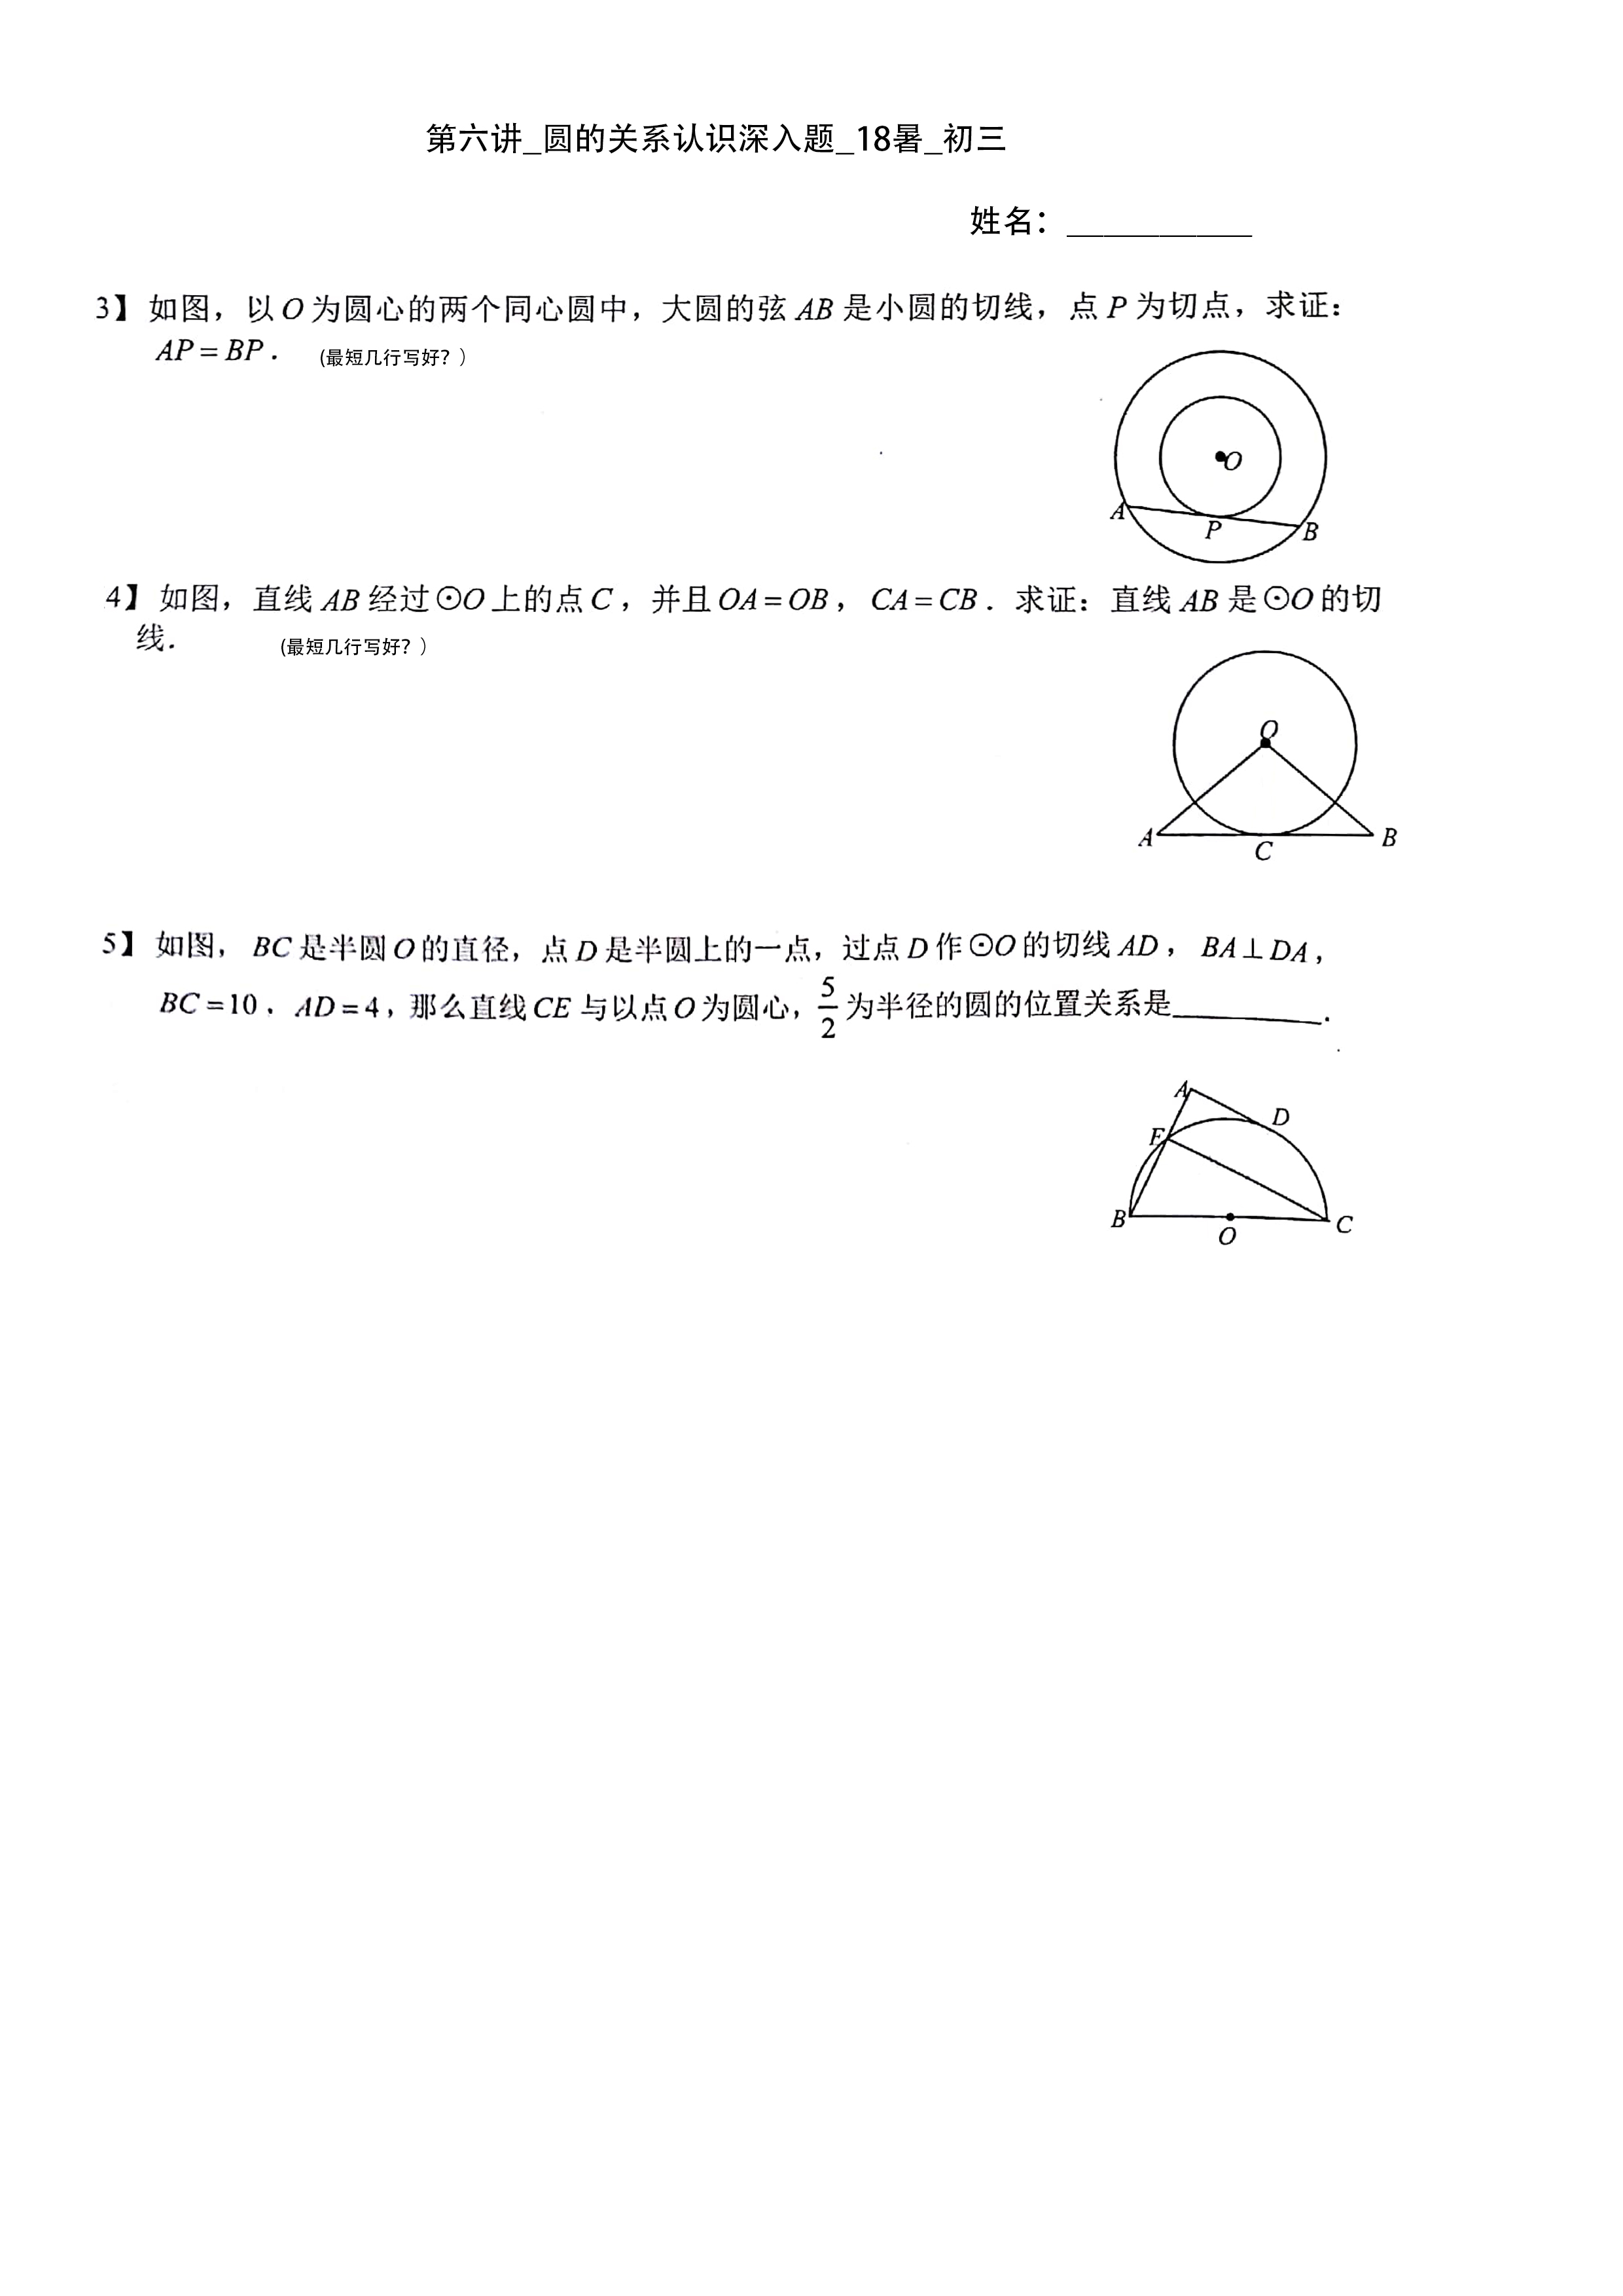 第六讲_圆的关系认识深入题_18暑_初三
姓名：___________
3】 如图，以 O 为圆心的两个同心圆中，大圆的弦 AB 是小圆的切线，点 P 为切点，求证：
AP = BP． (最短几行写好？)
O
A
P
B
4】 如图，直线 AB 经过⊙O 上的点 C，并且 OA = OB，CA = CB．求证：直线 AB 是⊙O 的切
线． (最短几行写好？)
O
A
C
B
5】 如图，BC 是半圆 O 的直径，点 D 是半圆上的一点，过点 D 作⊙O 的切线 AD，BA⊥DA，
BC = 10．AD = 4，那么直线 CE 与以点 O 为圆心，5/2 为半径的圆的位置关系是__________．
A
D
E
B
O
C